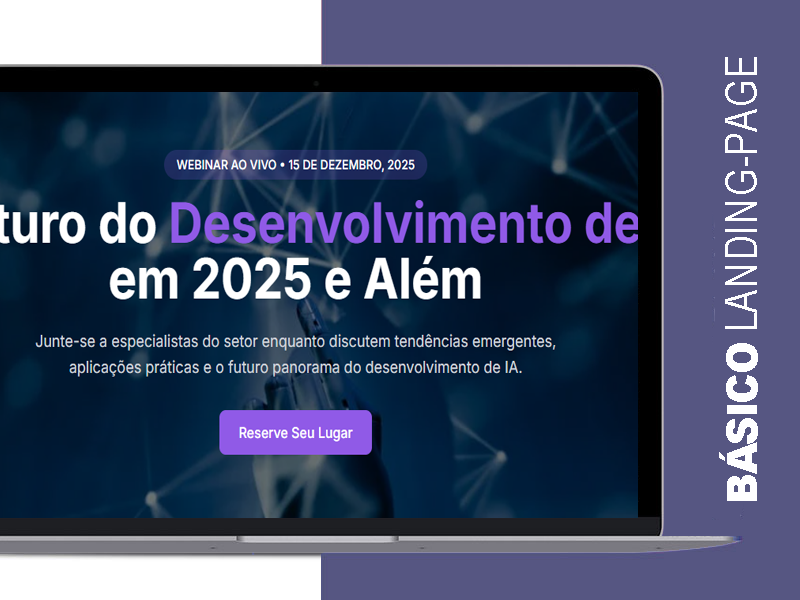 WEBINAR AO VIVO • 15 DE DEZEMBRO, 2025
turo do Desenvolvimento de
em 2025 e Além
Junte-se a especialistas do setor enquanto discutem tendências emergentes,
aplicações práticas e o futuro panorama do desenvolvimento de IA.
Reserve Seu Lugar
BÁSICO LANDING-PAGE